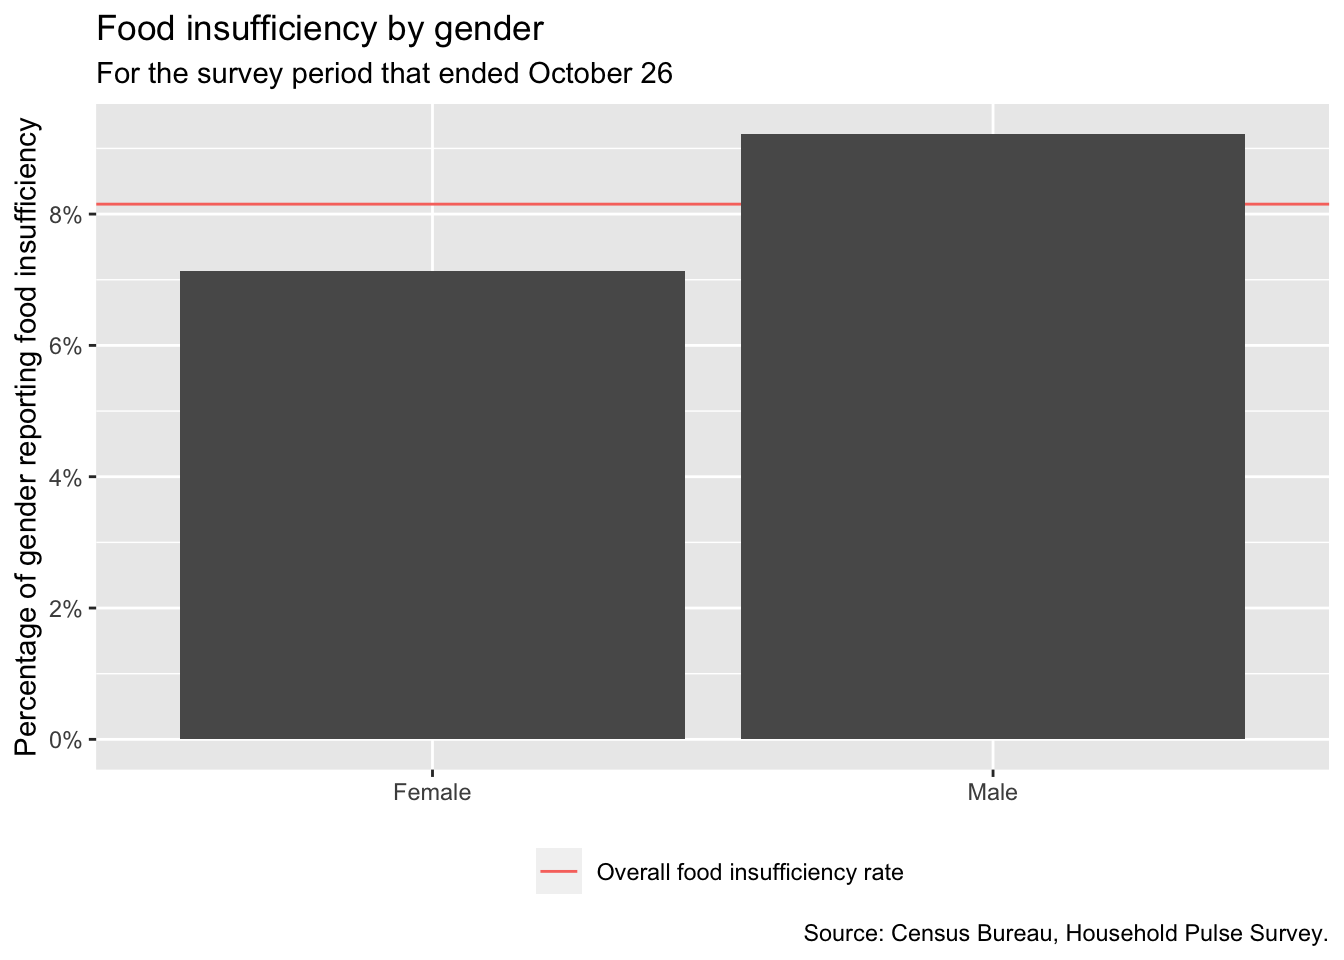 Food insufficiency by gender
For the survey period that ended October 26
Percentage of gender reporting food insufficiency
8%
6%
4%
2%
0%
Female
Male
Overall food insufficiency rate
Source: Census Bureau, Household Pulse Survey.